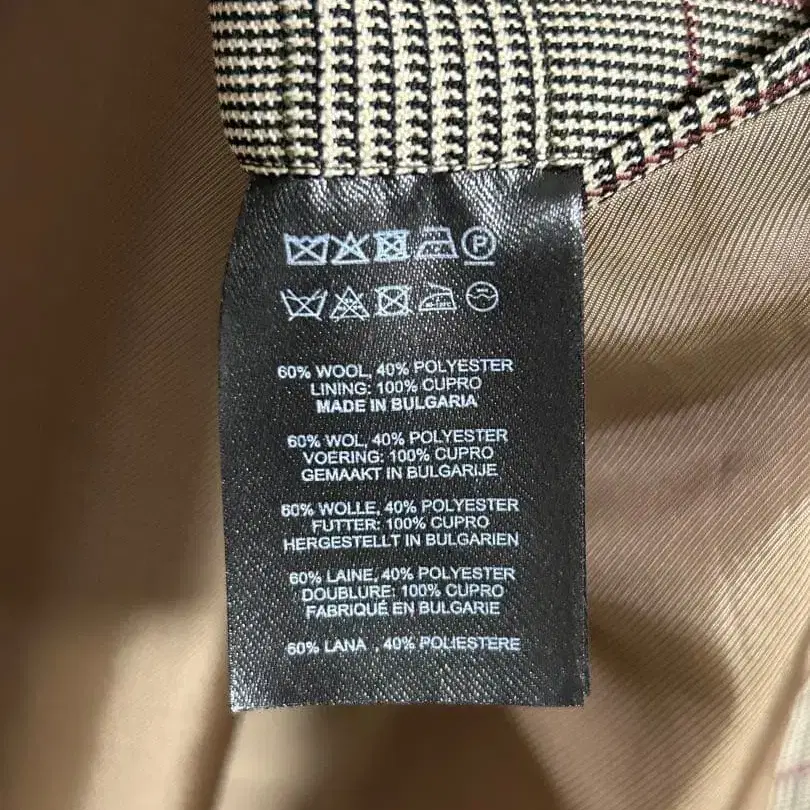 P
60% WOOL, 40% POLYESTER
LINING: 100% CUPRO
MADE IN BULGARIA
60% WOL, 40% POLYESTER
VOERING: 100% CUPRO
GEMAAKT IN BULGARIJE
60% WOLLE, 40% POLYESTER
FUTTER: 100% CUPRO
HERGESTELLT IN BULGARIEN
60% LAINE, 40% POLYESTER
DOUBLURE: 100% CUPRO
FABRIQUÉ EN BULGARIE
60% LANA , 40% POLIESTERE